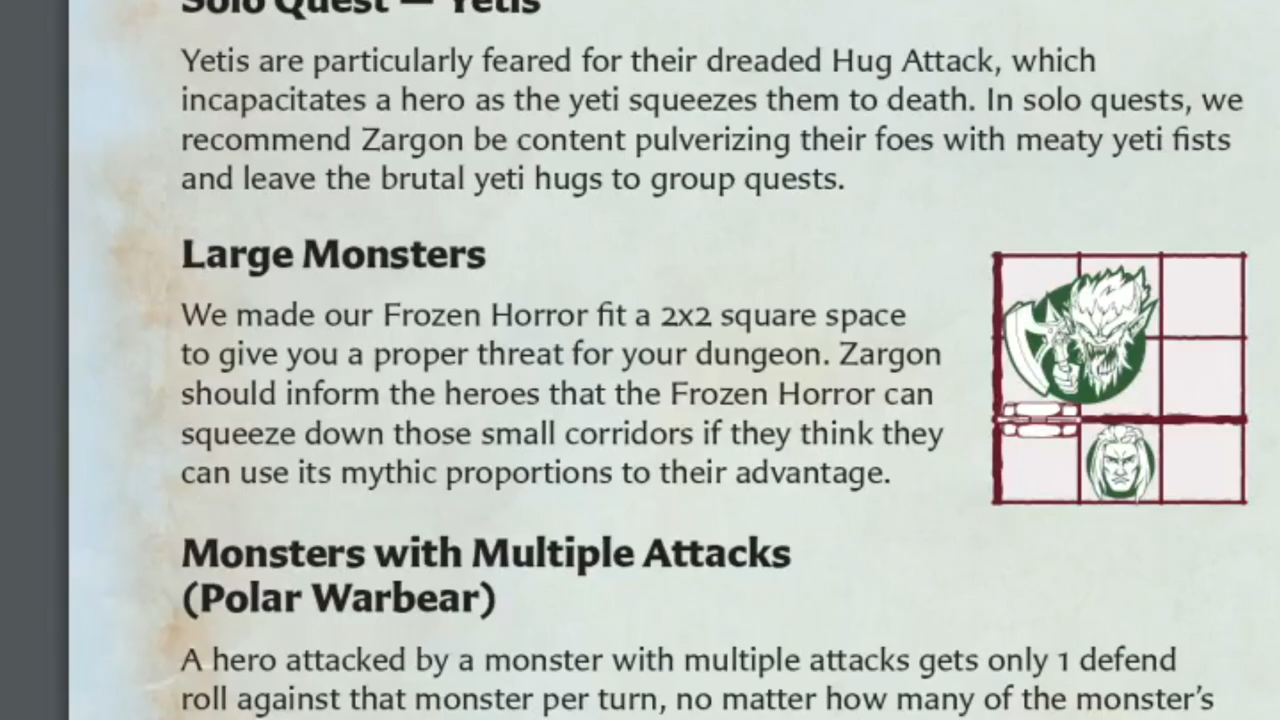 Solo Quest — Yetis
Yetis are particularly feared for their dreaded Hug Attack, which
incapacitates a hero as the yeti squeezes them to death. In solo quests, we
recommend Zargon be content pulverizing their foes with meaty yeti fists
and leave the brutal yeti hugs to group quests.
Large Monsters
We made our Frozen Horror fit a 2x2 square space
to give you a proper threat for your dungeon. Zargon
should inform the heroes that the Frozen Horror can
squeeze down those small corridors if they think they
can use its mythic proportions to their advantage.
Monsters with Multiple Attacks
(Polar Warbear)
A hero attacked by a monster with multiple attacks gets only 1 defend
roll against that monster per turn, no matter how many of the monster's